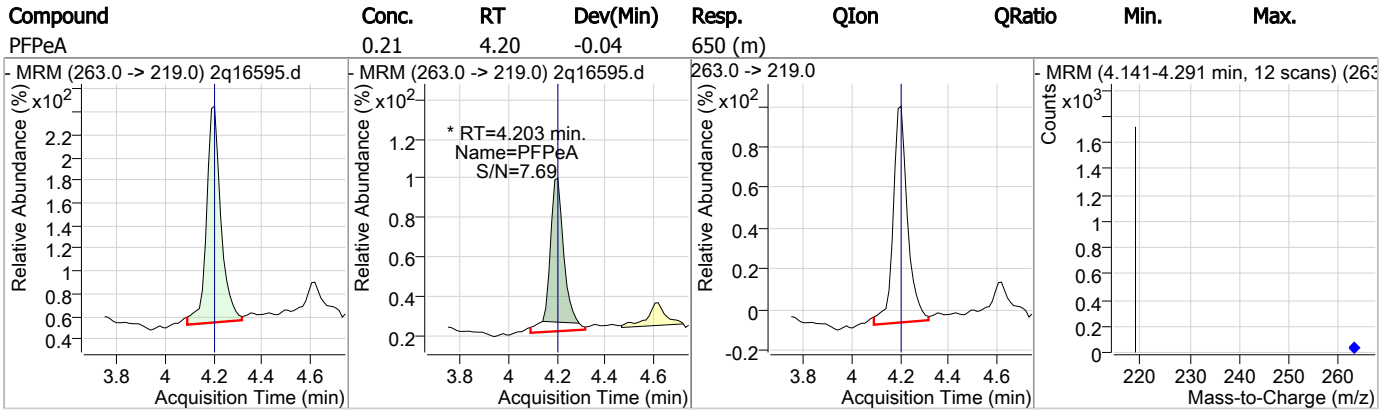 Compound Conc. RT Dev(Min) Resp. QIon QRatio Min. Max.
PFPeA 0.21 4.20 -0.04 650 (m)
- MRM (263.0 -> 219.0) 2q16595.d
x10²
Relative Abundance (%)
2.2
2
1.8
1.6
1.4
1.2
1
0.8
0.6
0.4
3.8 4 4.2 4.4 4.6
Acquisition Time (min)
- MRM (263.0 -> 219.0) 2q16595.d
x10²
Relative Abundance (%)
* RT=4.203 min.
Name=PFPeA
S/N=7.69
1.2
1
0.8
0.6
0.4
0.2
3.8 4 4.2 4.4 4.6
Acquisition Time (min)
263.0 -> 219.0
x10²
Relative Abundance (%)
0.8
0.6
0.4
0.2
0
-0.2
3.8 4 4.2 4.4 4.6
Acquisition Time (min)
- MRM (4.141-4.291 min, 12 scans) (263
x10³
Counts
1.6
1.4
1.2
1
0.8
0.6
0.4
0.2
0
220 230 240 250 260
Mass-to-Charge (m/z)